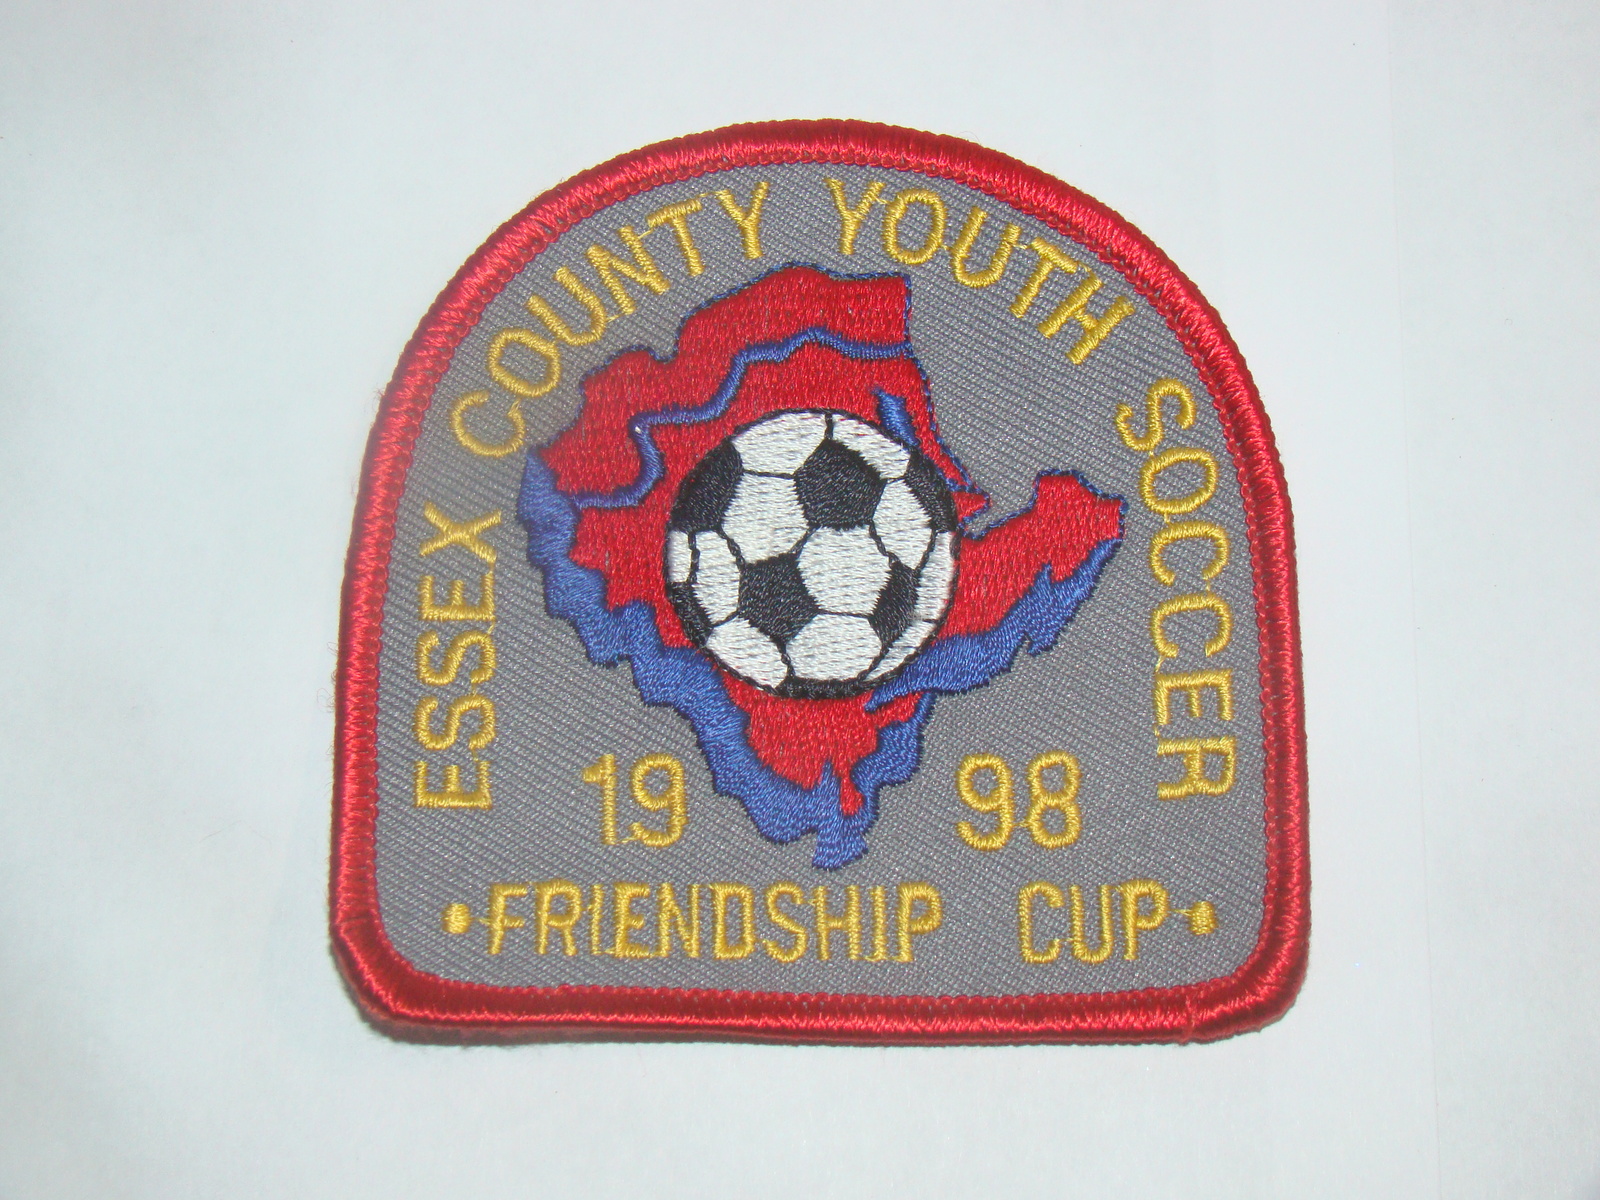 ESSEX COUNTY YOUTH SOCCER
19 98
•FRIENDSHIP CUP•